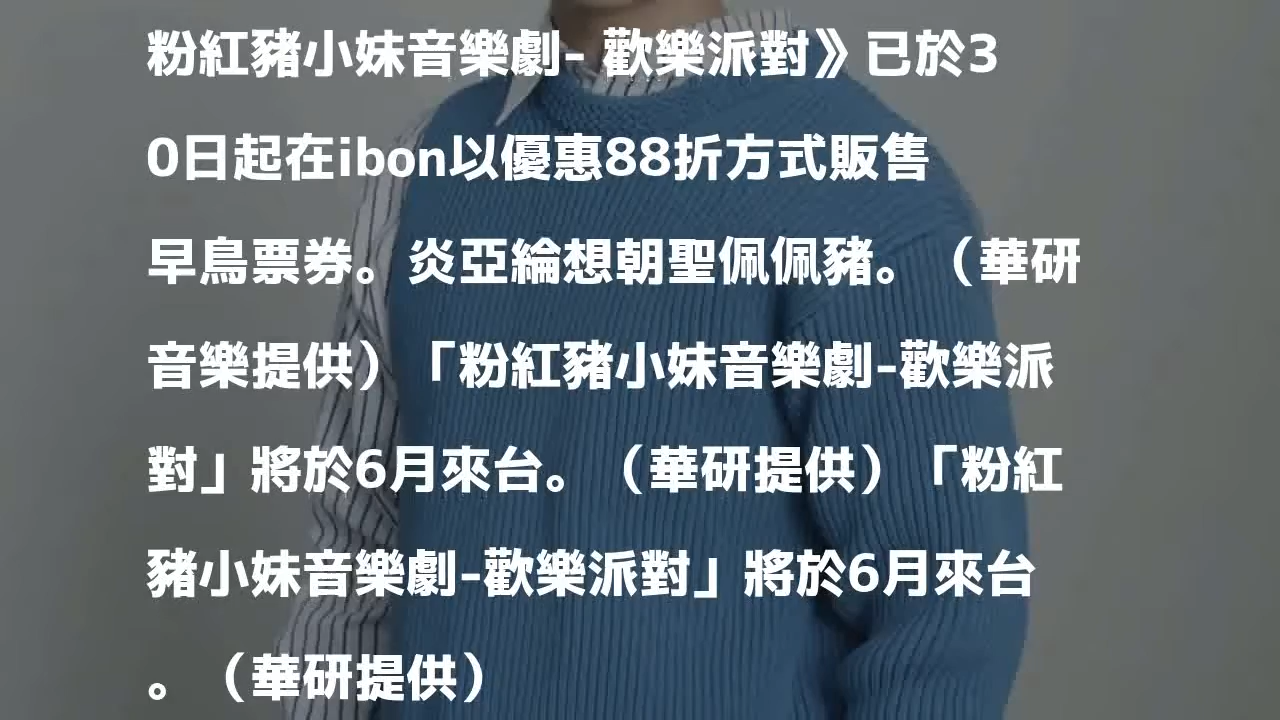 粉紅豬小妹音樂劇- 歡樂派對》已於3
0日起在ibon以優惠88折方式販售
早鳥票券。炎亞綸想朝聖佩佩豬。（華研
音樂提供）「粉紅豬小妹音樂劇-歡樂派
對」將於6月來台。（華研提供）「粉紅
豬小妹音樂劇-歡樂派對」將於6月來台
。（華研提供）